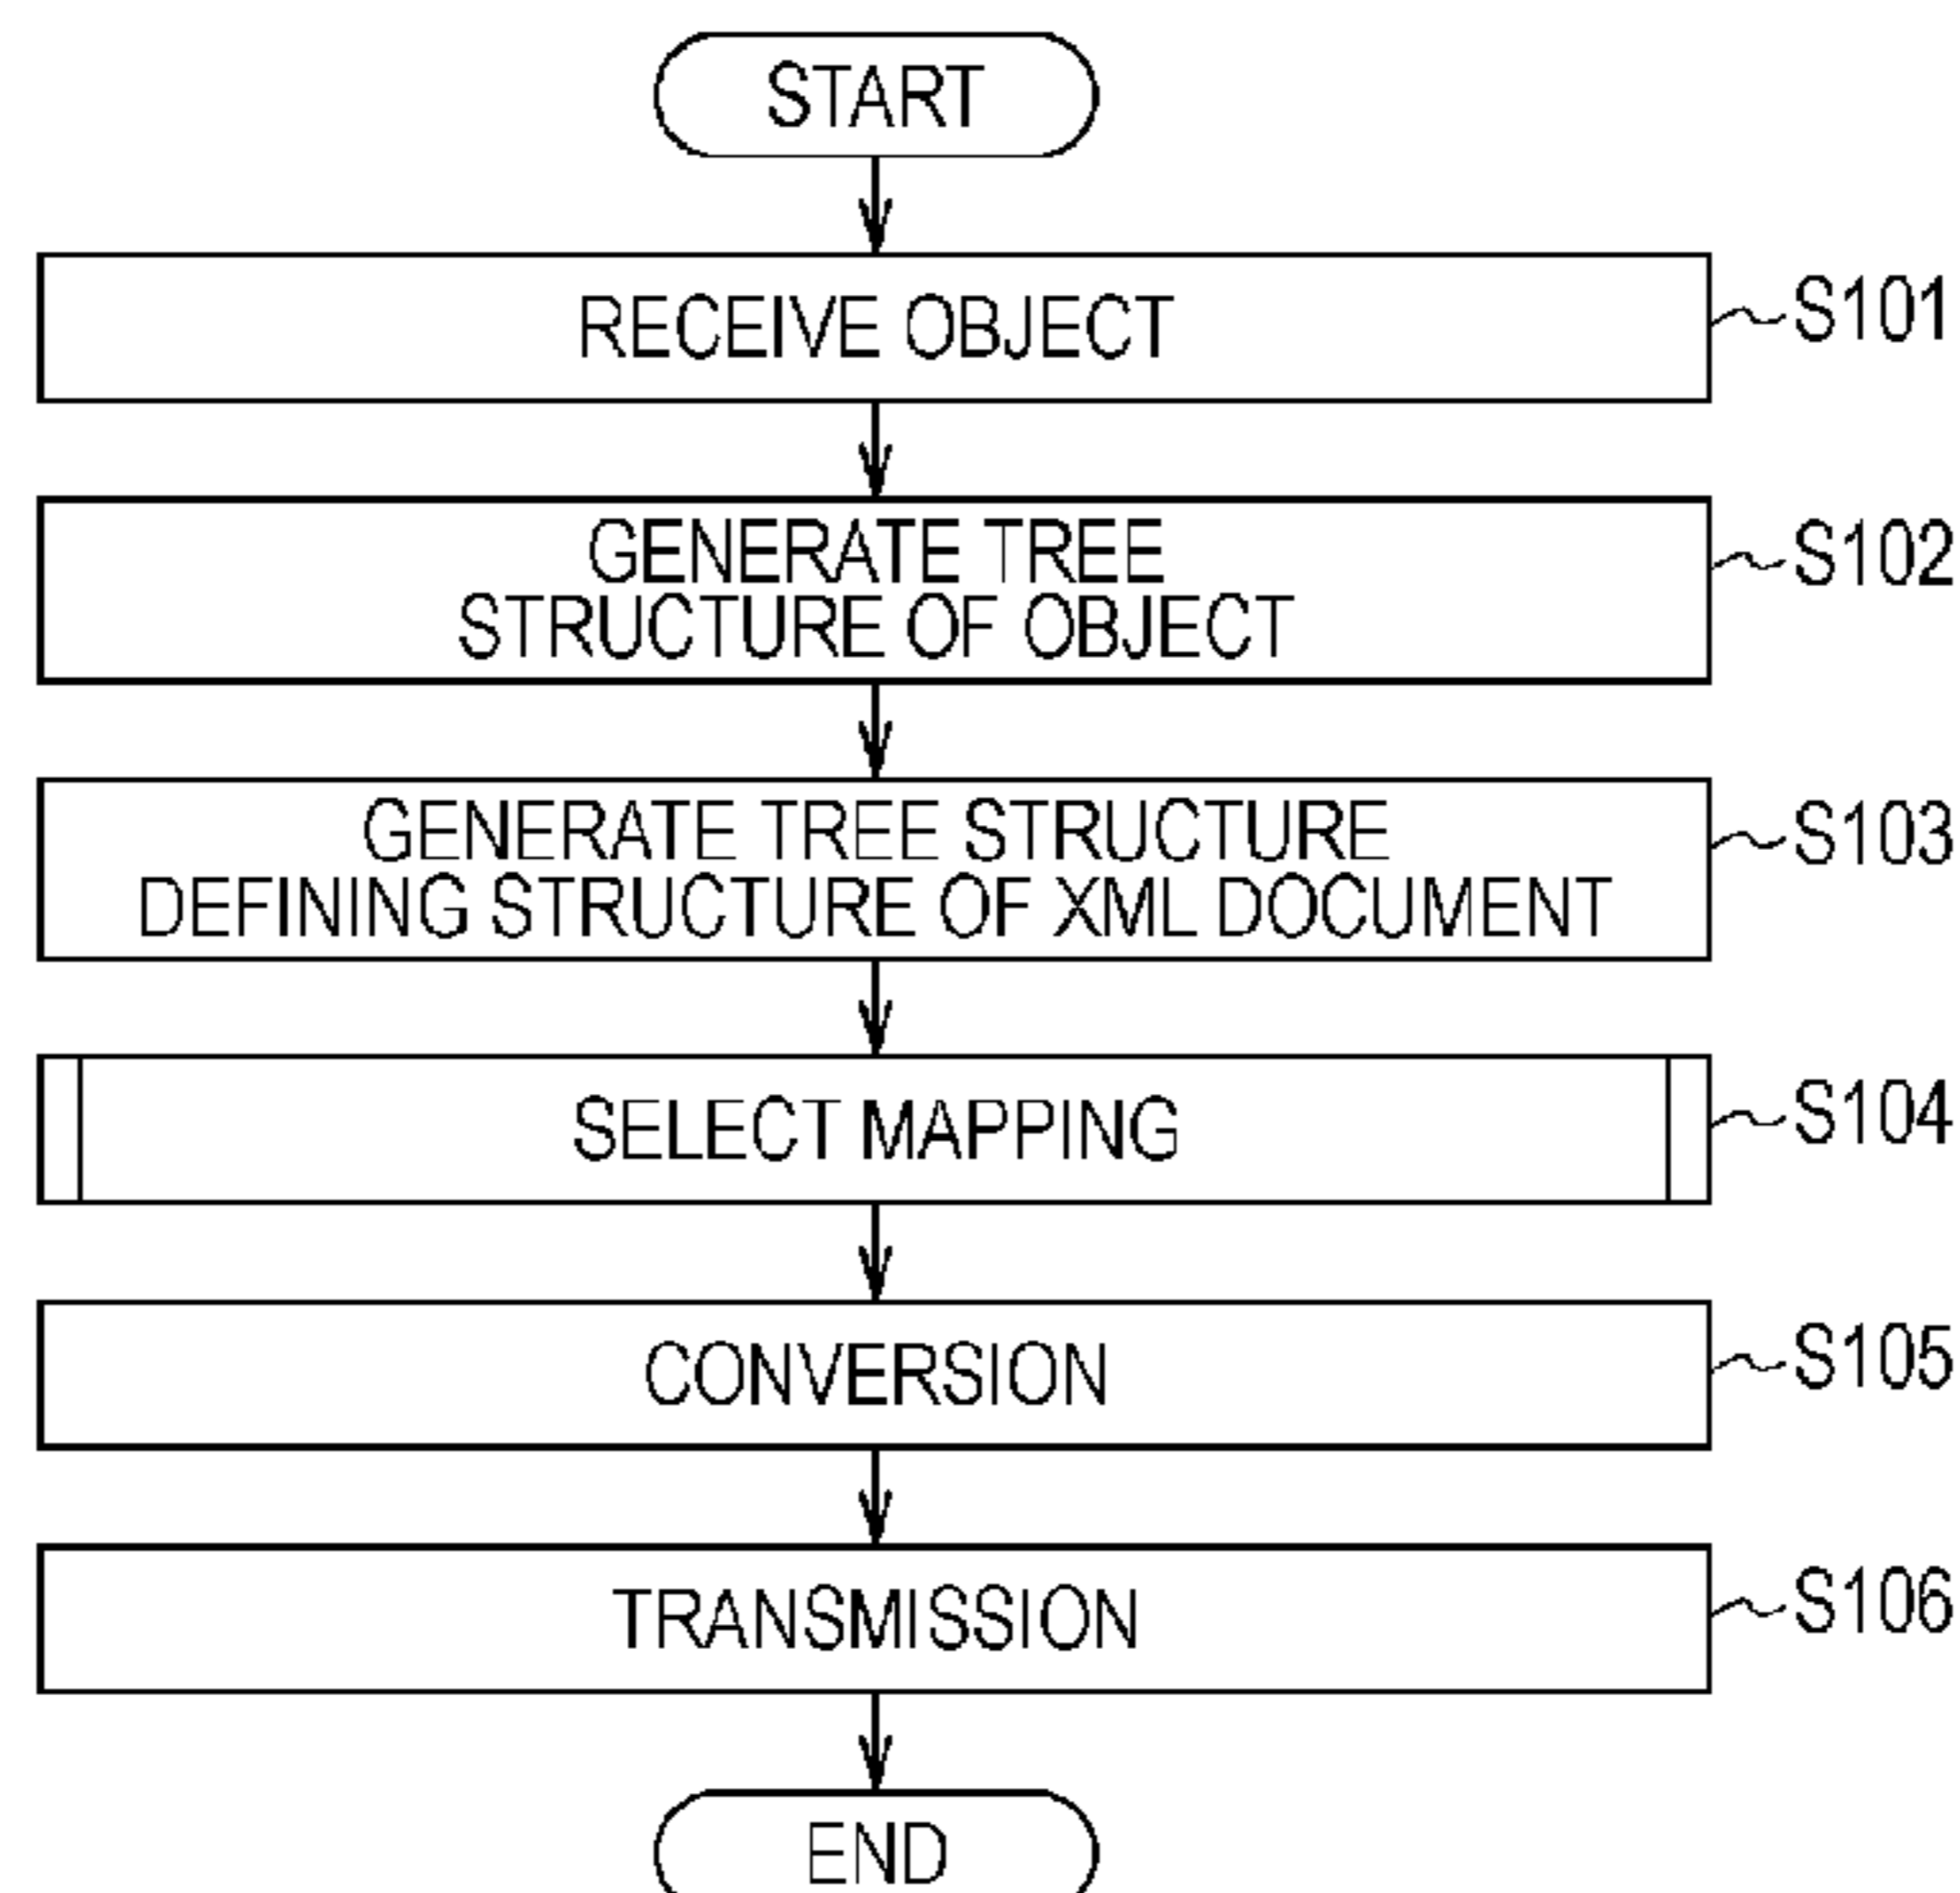 START
RECEIVE OBJECT
S101
GENERATE TREE
STRUCTURE OF OBJECT
S102
GENERATE TREE STRUCTURE
DEFINING STRUCTURE OF XML DOCUMENT
S103
SELECT MAPPING
S104
CONVERSION
S105
TRANSMISSION
S106
END